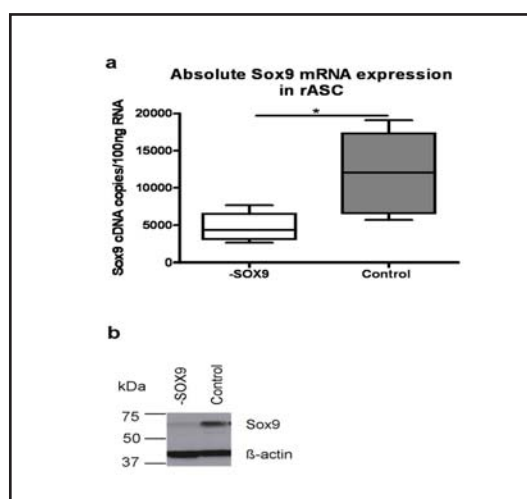 a
Absolute Sox9 mRNA expression
in rASC
Sox9 cDNA copies/100ng RNA
20000
*
15000
10000
5000
0
-SOX9 Control
b
kDa -SOX9 Control
75
Sox9
50
ß-actin
37